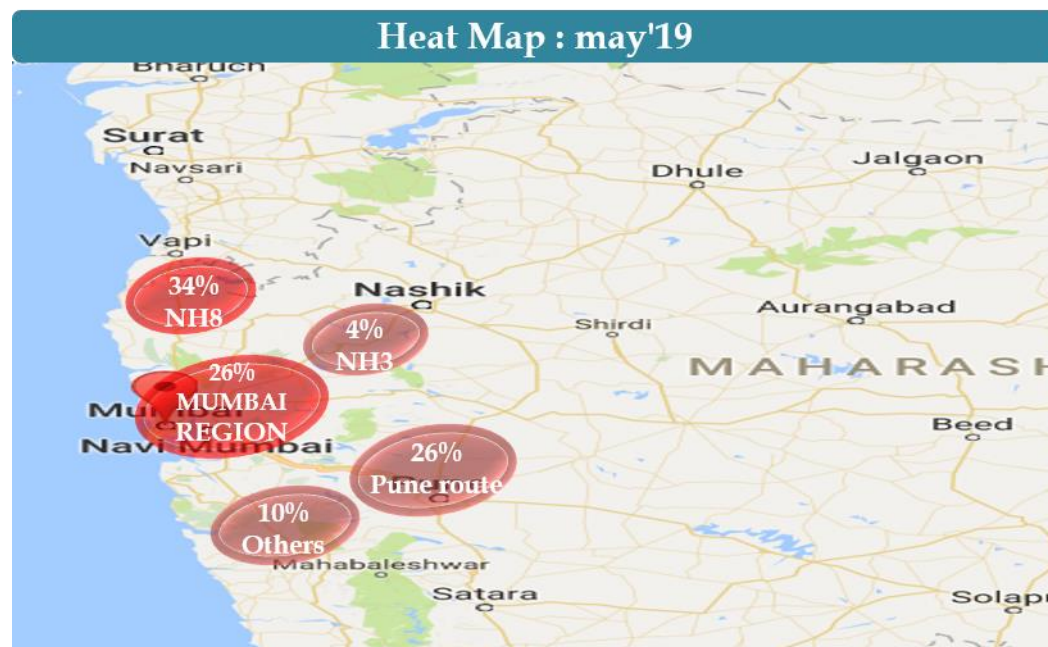 Heat Map : may'19
Bharuch
Surat
Navsari
Dhule
Jalgaon
Vapi
34%
NH8
Nashik
4%
NH3
Shirdi
Aurangabad
MAHARASH
26%
MUMBAI
REGION
Mumbai
Navi Mumbai
Beed
26%
Pune route
10%
Others
Mahabaleshwar
Satara
Solapu